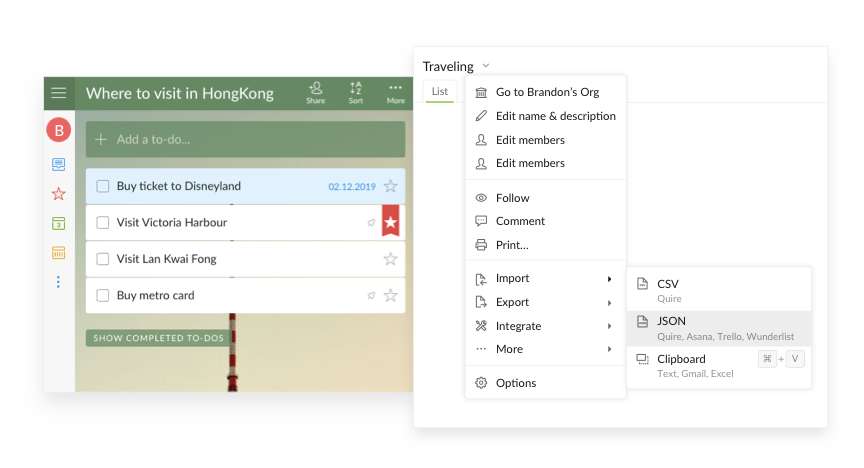 Where to visit in HongKong
Share
Sort
More
B
Add a to-do...
Buy ticket to Disneyland 02.12.2019
Visit Victoria Harbour
Visit Lan Kwai Fong
Buy metro card
SHOW COMPLETED TO-DOS
3
Traveling
List
Go to Brandon’s Org
Edit name & description
Edit members
Edit members
Follow
Comment
Print...
Import
Export
Integrate
More
Options
CSV
Quire
JSON
Quire, Asana, Trello, Wunderlist
Clipboard ⌘ + V
Text, Gmail, Excel